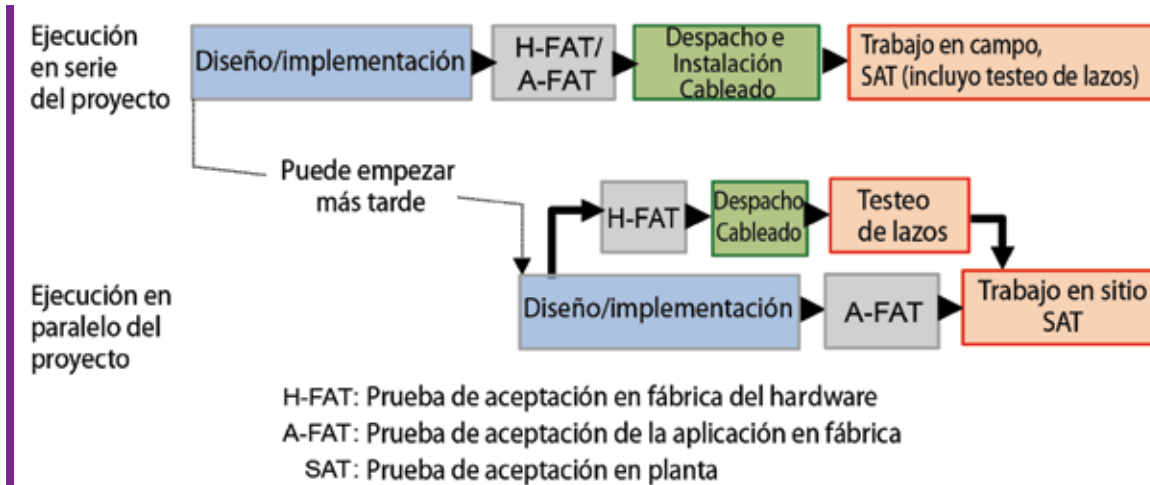 Ejecución
en serie
del proyecto
Diseño/implementación
H-FAT/
A-FAT
Despacho e
Instalación
Cableado
Trabajo en campo,
SAT (incluyo testeo de lazos)
Puede empezar
más tarde
H-FAT
Despacho
Cableado
Testeo
de lazos
Ejecución en
paralelo del
proyecto
Diseño/implementación
A-FAT
Trabajo en sitio
SAT
H-FAT: Prueba de aceptación en fábrica del hardware
A-FAT: Prueba de aceptación de la aplicación en fábrica
SAT: Prueba de aceptación en planta